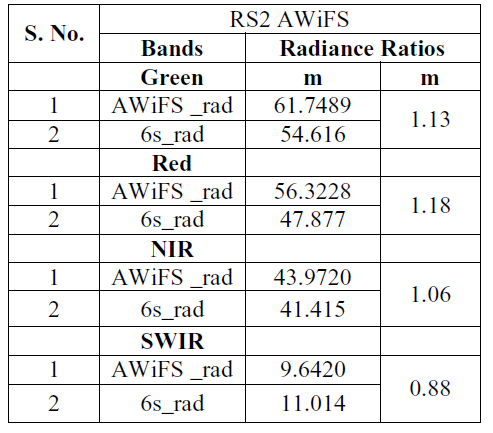 S. No. RS2 AWiFS
Bands Radiance Ratios
Green m m
1 AWiFS _rad 61.7489 1.13
2 6s_rad 54.616
Red
1 AWiFS _rad 56.3228 1.18
2 6s_rad 47.877
NIR
1 AWiFS _rad 43.9720 1.06
2 6s_rad 41.415
SWIR
1 AWiFS _rad 9.6420 0.88
2 6s_rad 11.014